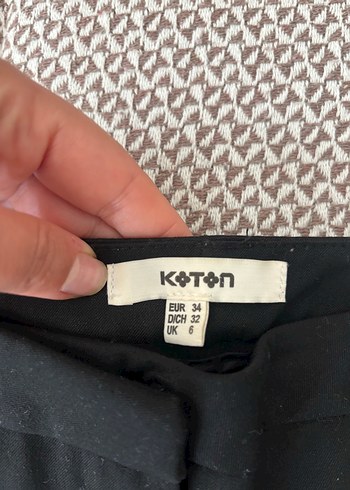 KOTON
EUR 34
D/CH 32
UK 6